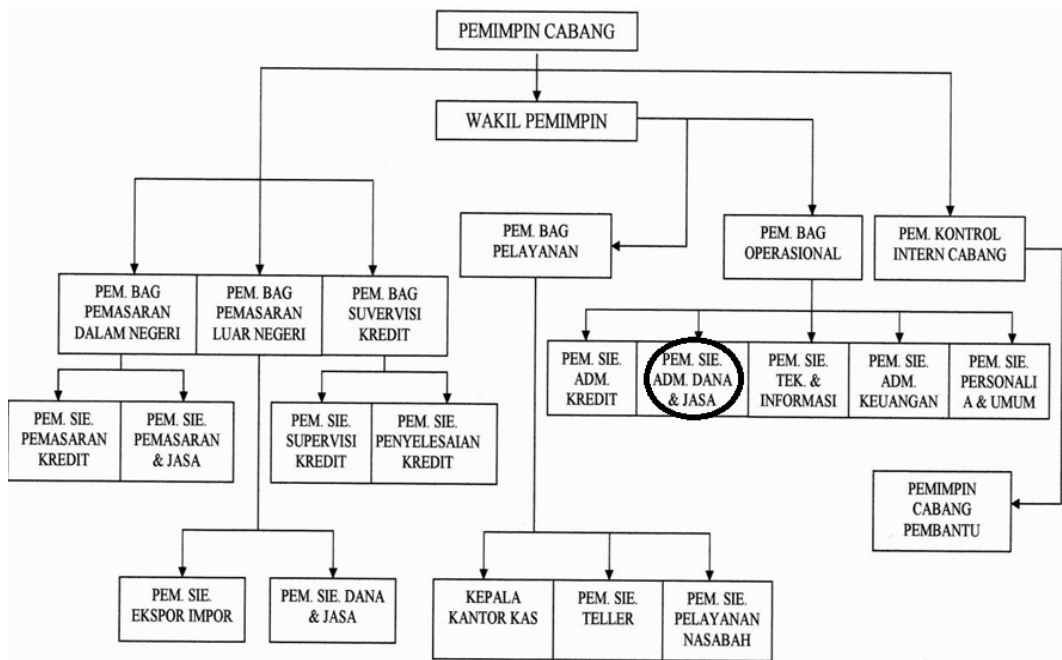 PEMIMPIN CABANG
WAKIL PEMIMPIN
PEM. BAG
PELAYANAN
PEM. BAG
OPERASIONAL
PEM. KONTROL
INTERN CABANG
PEM. BAG
PEMASARAN
DALAM NEGERI
PEM. BAG
PEMASARAN
LUAR NEGERI
PEM. BAG
SUVERVISI
KREDIT
PEM. SIE.
ADM.
KREDIT
PEM. SIE.
ADM. DANA
& JASA
PEM. SIE.
TEK. &
INFORMASI
PEM. SIE.
ADM.
KEUANGAN
PEM. SIE.
PERSONALI
A & UMUM
PEM. SIE.
PEMASARAN
KREDIT
PEM. SIE.
PEMASARAN
& JASA
PEM. SIE.
SUPERVISI
KREDIT
PEM. SIE.
PENYELESAIAN
KREDIT
PEMIMPIN
CABANG
PEMBANTU
PEM. SIE.
EKSPOR IMPOR
PEM. SIE. DANA
& JASA
KEPALA
KANTOR KAS
PEM. SIE.
TELLER
PEM. SIE.
PELAYANAN
NASABAH